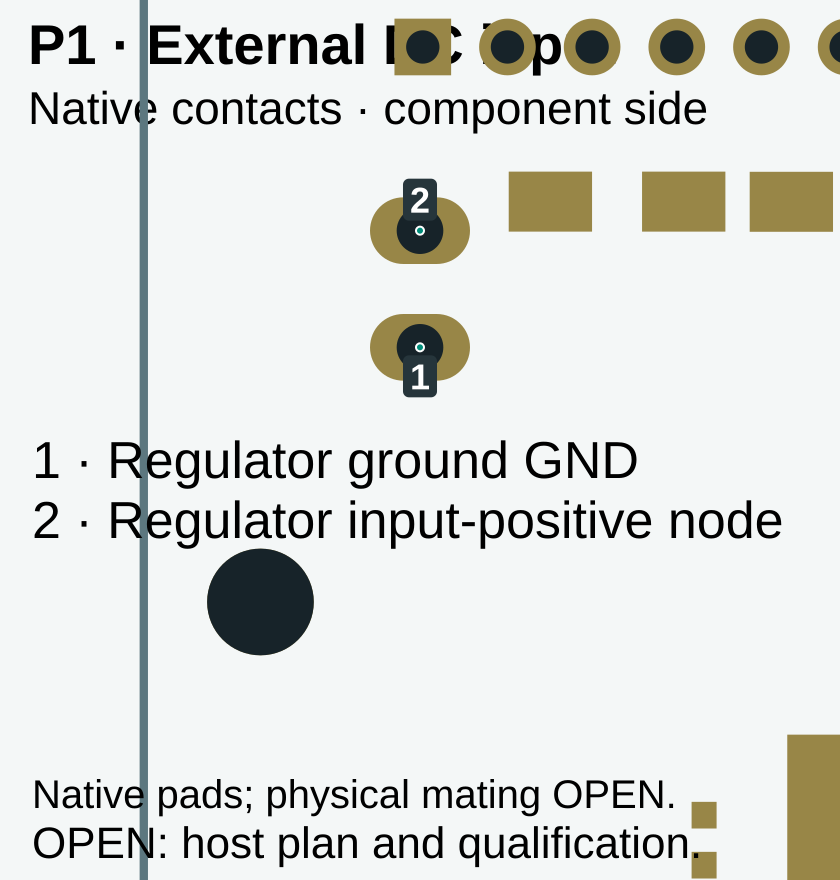 P1 · External
Native contacts · component side
2
1
1 · Regulator ground GND
2 · Regulator input-positive node
Native pads; physical mating OPEN.
OPEN: host plan and qualification.